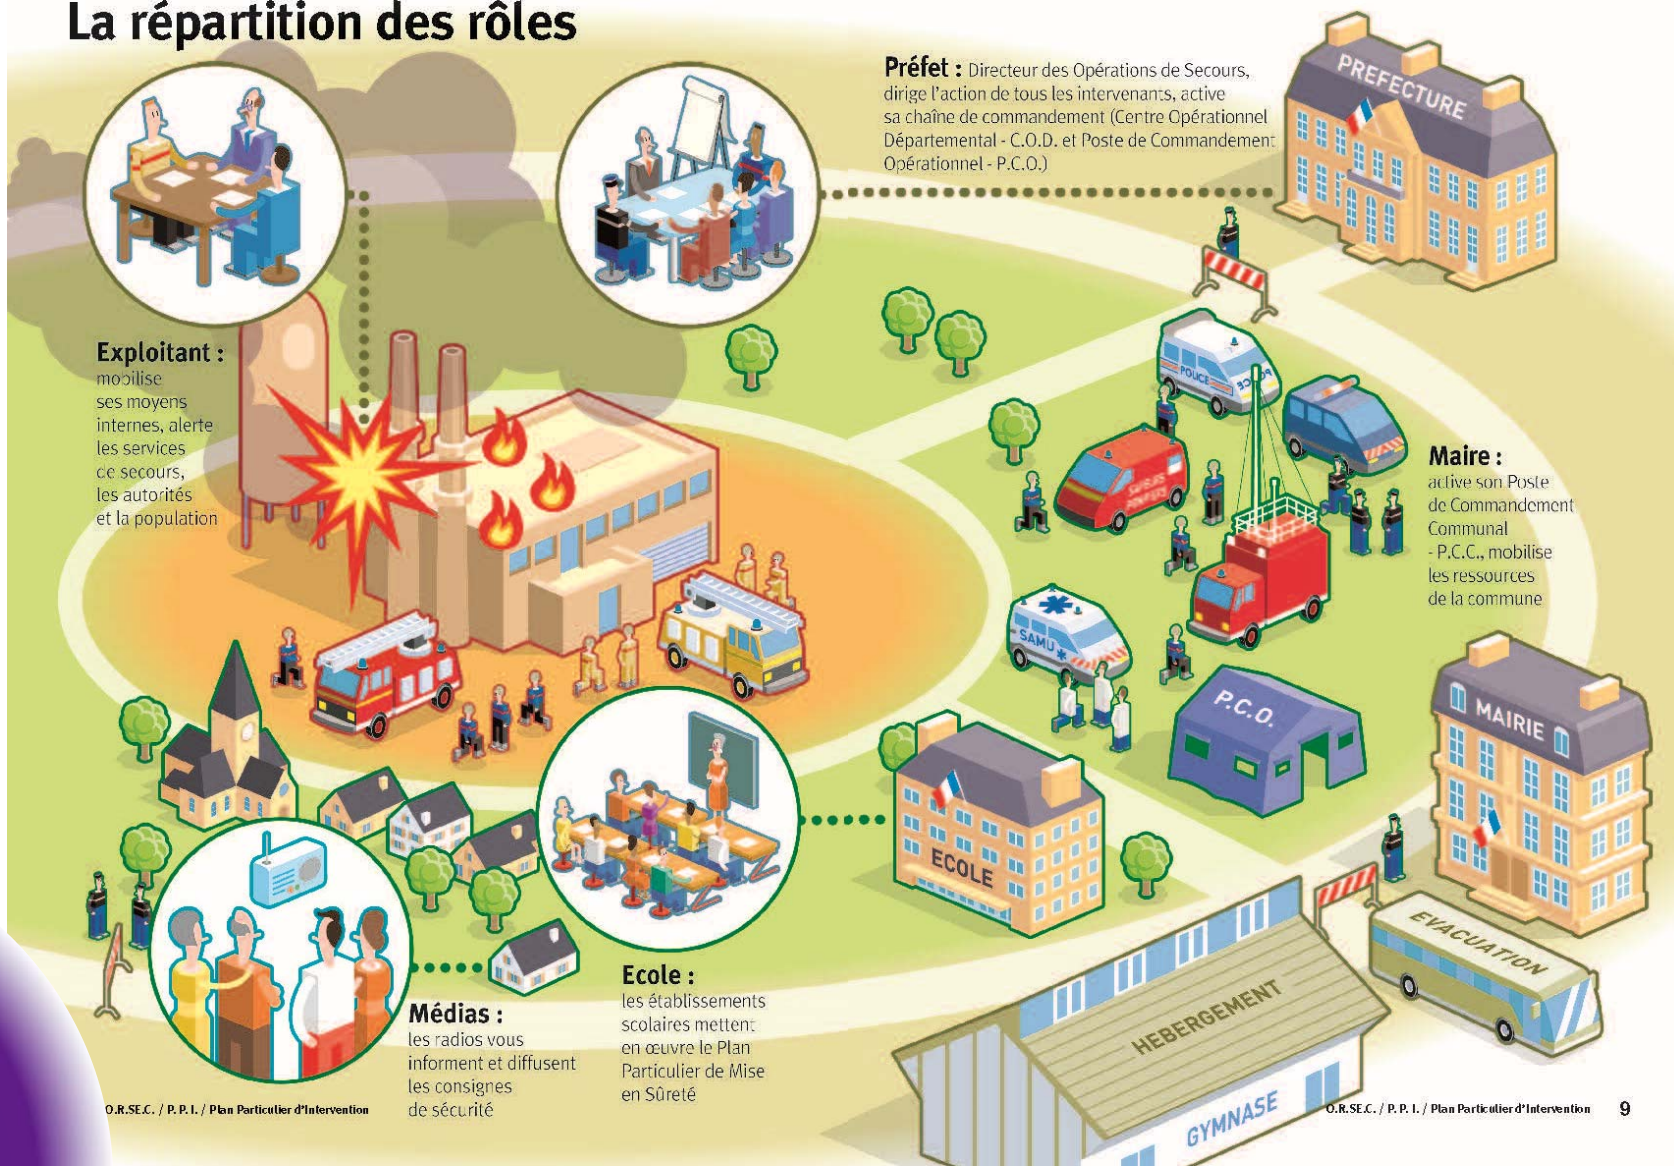 La répartition des rôles
Préfet : Directeur des Opérations de Secours,
dirige l'action de tous les intervenants, active
sa chaîne de commandement (Centre Opérationnel
Départemental - C.O.D. et Poste de Commandement
Opérationnel - P.C.O.)
PREFECTURE
Exploitant :
mobilise
ses moyens
internes, alerte
les services
de secours,
les autorités
et la population
POLICE
POLICE
SAPEURS
POMPIERS
Maire :
active son Poste
de Commandement
Communal
- P.C.C., mobilise
les ressources
de la commune
SAMU
P.C.O.
MAIRIE
ECOLE
EVACUATION
HEBERGEMENT
GYMNASE
Ecole :
les établissements
scolaires mettent
en œuvre le Plan
Particulier de Mise
en Sûreté
Médias :
les radios vous
informent et diffusent
les consignes
de sécurité
O.R.SE.C. / P. P. I. / Plan Particulier d'Intervention
O.R.SE.C. / P. P. I. / Plan Particulier d'Intervention 9